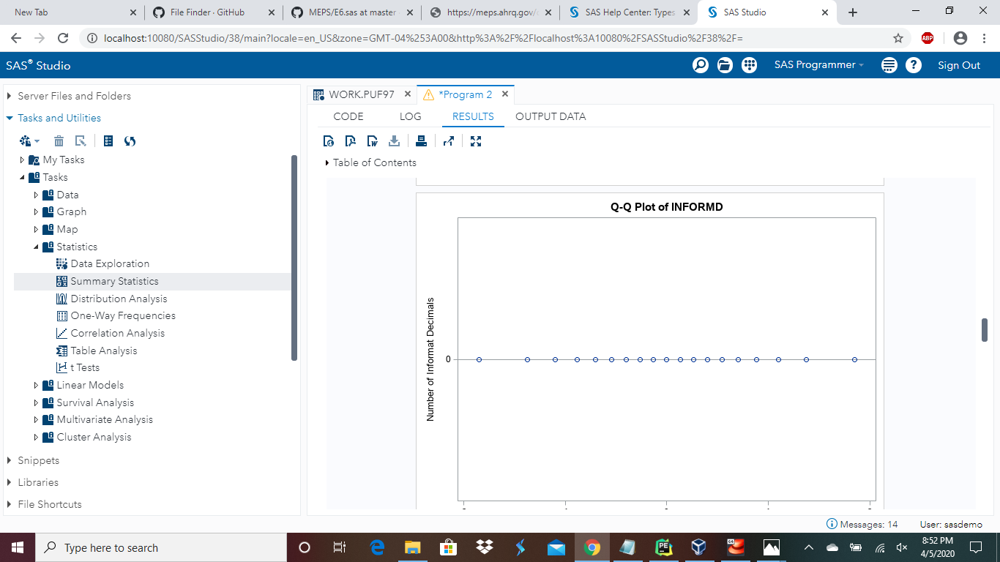 New Tab
File Finder · GitHub
MEPS/E6.sas at master
https://meps.ahrq.gov/
SAS Help Center: Types
SAS Studio
localhost:10080/SASStudio/38/main?locale=en_US&zone=GMT-04%253A00&http%3A%2F%2Flocalhost%3A10080%2FSASStudio%2F38%2F=
ABP
SAS® Studio
SAS Programmer
Sign Out
Server Files and Folders
Tasks and Utilities
My Tasks
Tasks
Data
Graph
Map
Statistics
Data Exploration
Summary Statistics
Distribution Analysis
One-Way Frequencies
Correlation Analysis
Table Analysis
t Tests
Linear Models
Survival Analysis
Multivariate Analysis
Cluster Analysis
Snippets
Libraries
File Shortcuts
WORK.PUF97
*Program 2
CODE
LOG
RESULTS
OUTPUT DATA
Table of Contents
Q-Q Plot of INFORMD
Number of Informat Decimals
0
Messages: 14
User: sasdemo
Type here to search
8:52 PM
4/5/2020